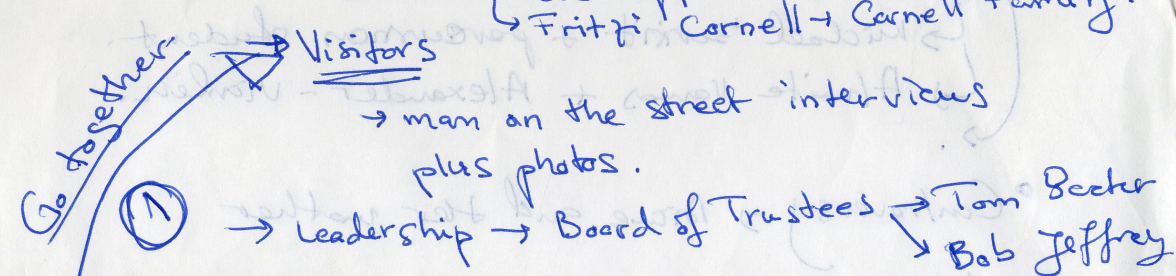 ↳ Fritzi Cornell → Cornell Family.
Go together
⇒ Visitors
→ man on the street interviews
plus photos.
① → Leadership → Board of Trustees → Tom Becker
↘ Bob Jeffrey